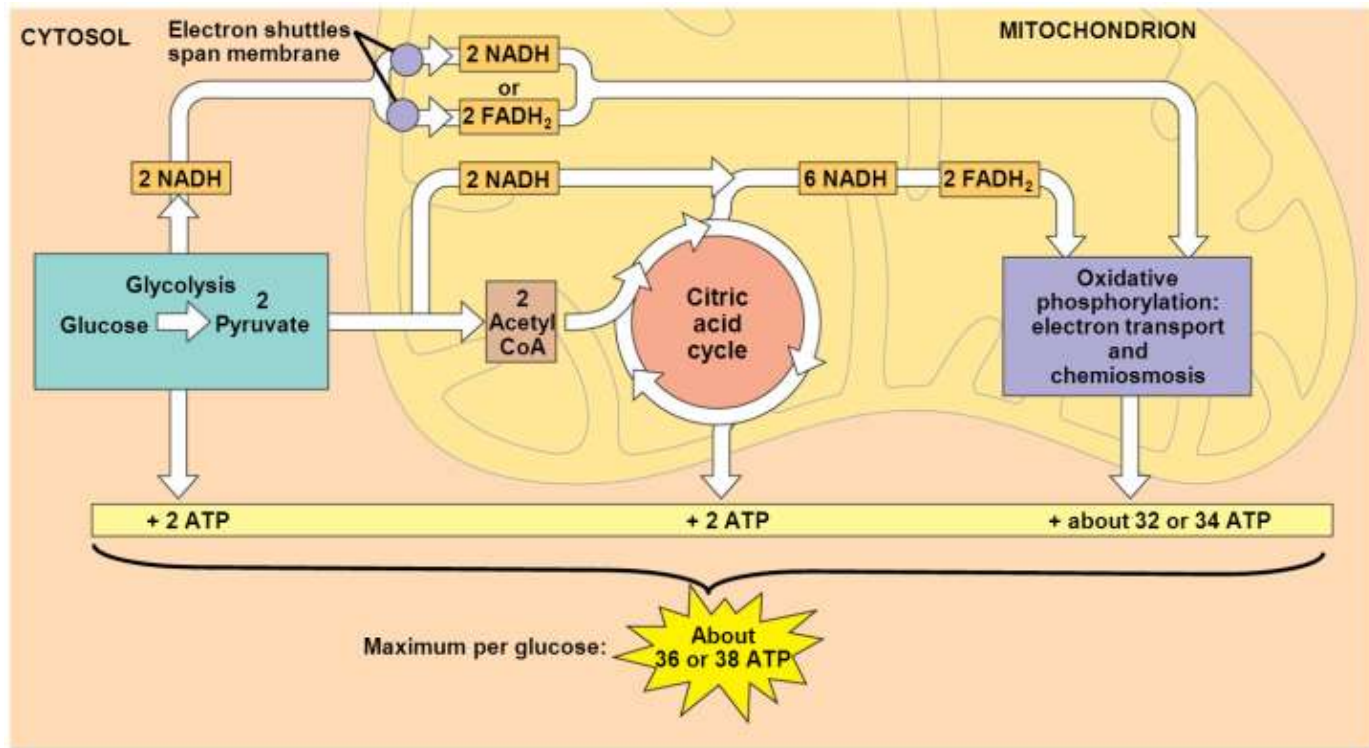 CYTOSOL
Electron shuttles
span membrane
MITOCHONDRION
2 NADH
or
2 FADH₂
2 NADH
2 NADH
6 NADH
2 FADH₂
Glycolysis
Glucose
2
Pyruvate
2
Acetyl
CoA
Citric
acid
cycle
Oxidative
phosphorylation:
electron transport
and
chemiosmosis
+ 2 ATP
+ 2 ATP
+ about 32 or 34 ATP
Maximum per glucose:
About
36 or 38 ATP